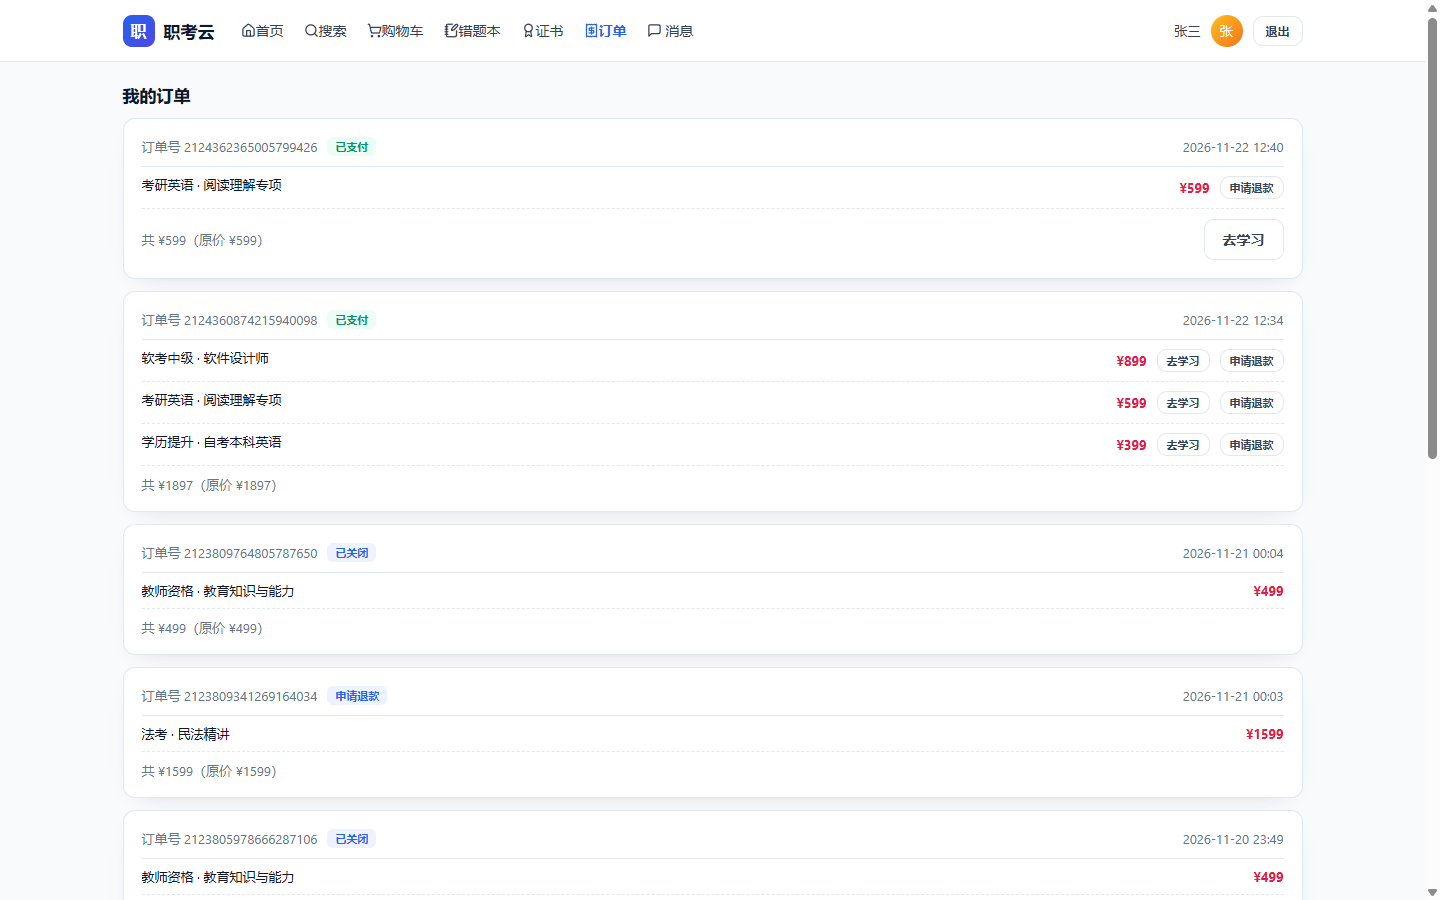 职 职考云 首页 搜索 购物车 错题本 证书 订单 消息 张三 张 退出
我的订单
订单号 2124362365005799426 已支付 2026-11-22 12:40
考研英语 · 阅读理解专项 ¥599 申请退款
共 ¥599（原价 ¥599） 去学习
订单号 2124360874215940098 已支付 2026-11-22 12:34
软考中级 · 软件设计师 ¥899 去学习 申请退款
考研英语 · 阅读理解专项 ¥599 去学习 申请退款
学历提升 · 自考本科英语 ¥399 去学习 申请退款
共 ¥1897（原价 ¥1897）
订单号 2123809764805787650 已关闭 2026-11-21 00:04
教师资格 · 教育知识与能力 ¥499
共 ¥499（原价 ¥499）
订单号 2123809341269164034 申请退款 2026-11-21 00:03
法考 · 民法精讲 ¥1599
共 ¥1599（原价 ¥1599）
订单号 2123805978666287106 已关闭 2026-11-20 23:49
教师资格 · 教育知识与能力 ¥499